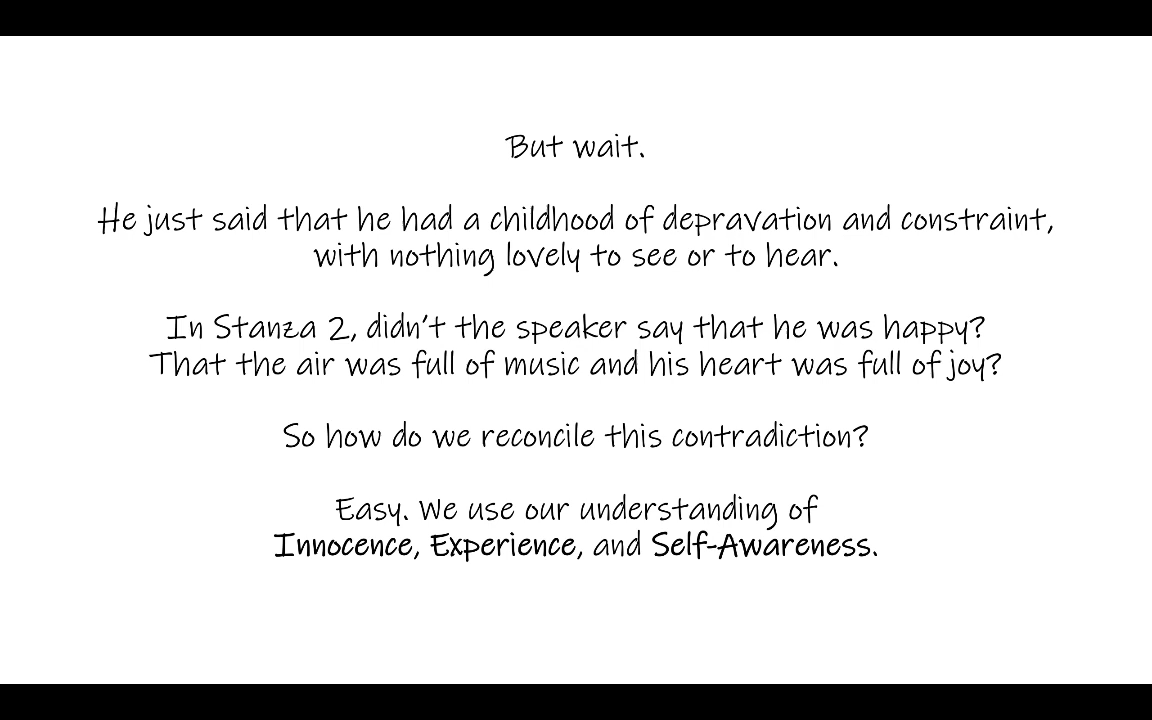 But wait.
He just said that he had a childhood of depravation and constraint,
with nothing lovely to see or to hear.
In Stanza 2, didn't the speaker say that he was happy?
That the air was full of music and his heart was full of joy?
So how do we reconcile this contradiction?
Easy. We use our understanding of
Innocence, Experience, and Self-Awareness.